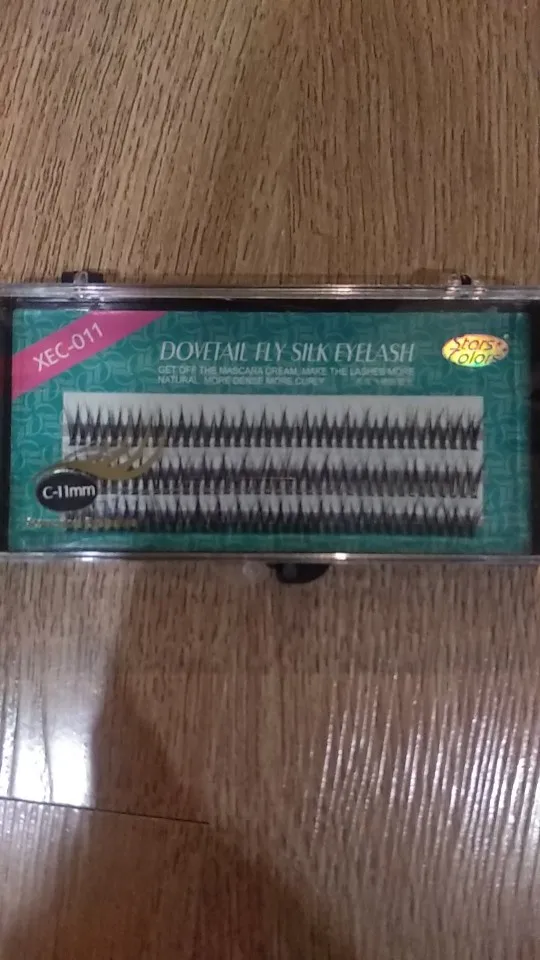 XEC-011
DOVETAIL FLY SILK EYELASH
Stars
Colors
GET OFF THE MASCARA CREAM, MAKE THE LASHES MORE
NATURAL MORE DENSE MORE CURLY
C-11mm